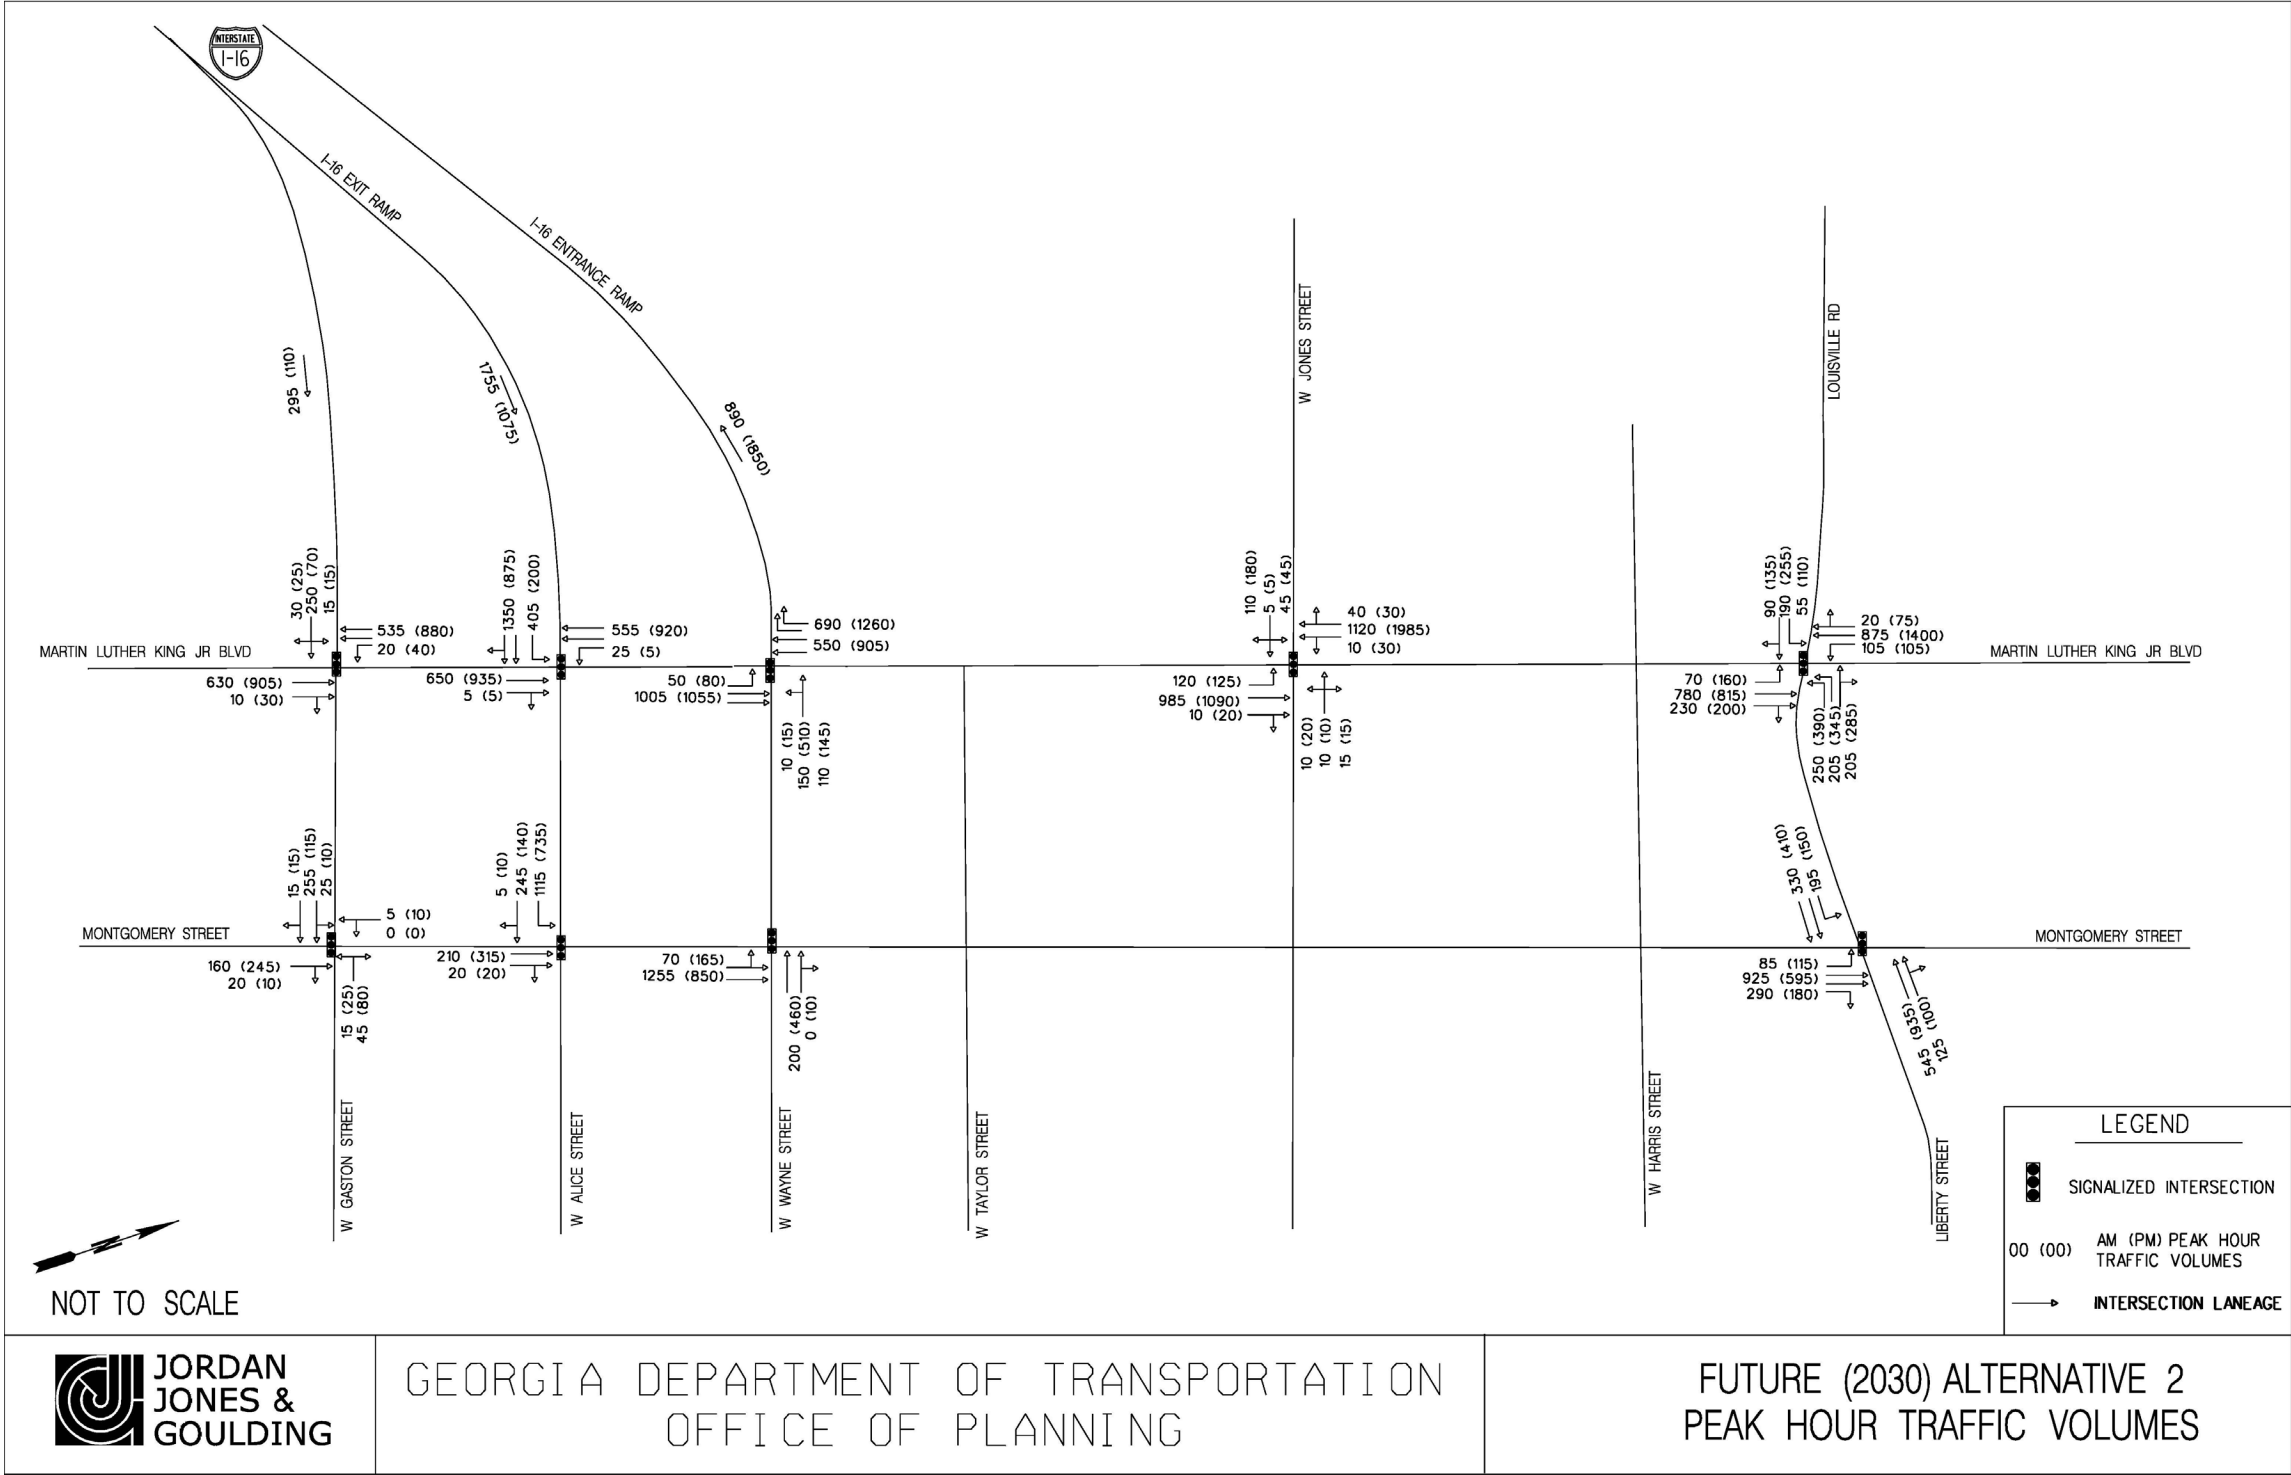 INTERSTATE
I-16
I-16 EXIT RAMP
I-16 ENTRANCE RAMP
W JONES STREET
LOUISVILLE RD
295 (110)
1755 (1075)
890 (1850)
30 (25)
250 (70)
15 (15)
1350 (875)
405 (200)
110 (180)
5 (5)
45 (45)
90 (135)
190 (255)
55 (110)
535 (880)
20 (40)
555 (920)
25 (5)
690 (1260)
550 (905)
40 (30)
1120 (1985)
10 (30)
20 (75)
875 (1400)
105 (105)
MARTIN LUTHER KING JR BLVD
MARTIN LUTHER KING JR BLVD
630 (905)
10 (30)
650 (935)
5 (5)
50 (80)
1005 (1055)
120 (125)
985 (1090)
10 (20)
70 (160)
780 (815)
230 (200)
10 (15)
150 (510)
110 (145)
10 (20)
10 (10)
15 (15)
250 (390)
205 (345)
205 (285)
15 (15)
255 (115)
25 (10)
5 (10)
245 (140)
1115 (735)
330 (410)
195 (150)
5 (10)
0 (0)
MONTGOMERY STREET
MONTGOMERY STREET
160 (245)
20 (10)
210 (315)
20 (20)
70 (165)
1255 (850)
85 (115)
925 (595)
290 (180)
15 (25)
45 (80)
200 (460)
0 (10)
545 (935)
125 (100)
W GASTON STREET
W ALICE STREET
W WAYNE STREET
W TAYLOR STREET
W HARRIS STREET
LIBERTY STREET
LEGEND
SIGNALIZED INTERSECTION
00 (00)
AM (PM) PEAK HOUR
TRAFFIC VOLUMES
INTERSECTION LANEAGE
N
NOT TO SCALE
JORDAN
JONES &
GOULDING
GEORGIA DEPARTMENT OF TRANSPORTATION
OFFICE OF PLANNING
FUTURE (2030) ALTERNATIVE 2
PEAK HOUR TRAFFIC VOLUMES